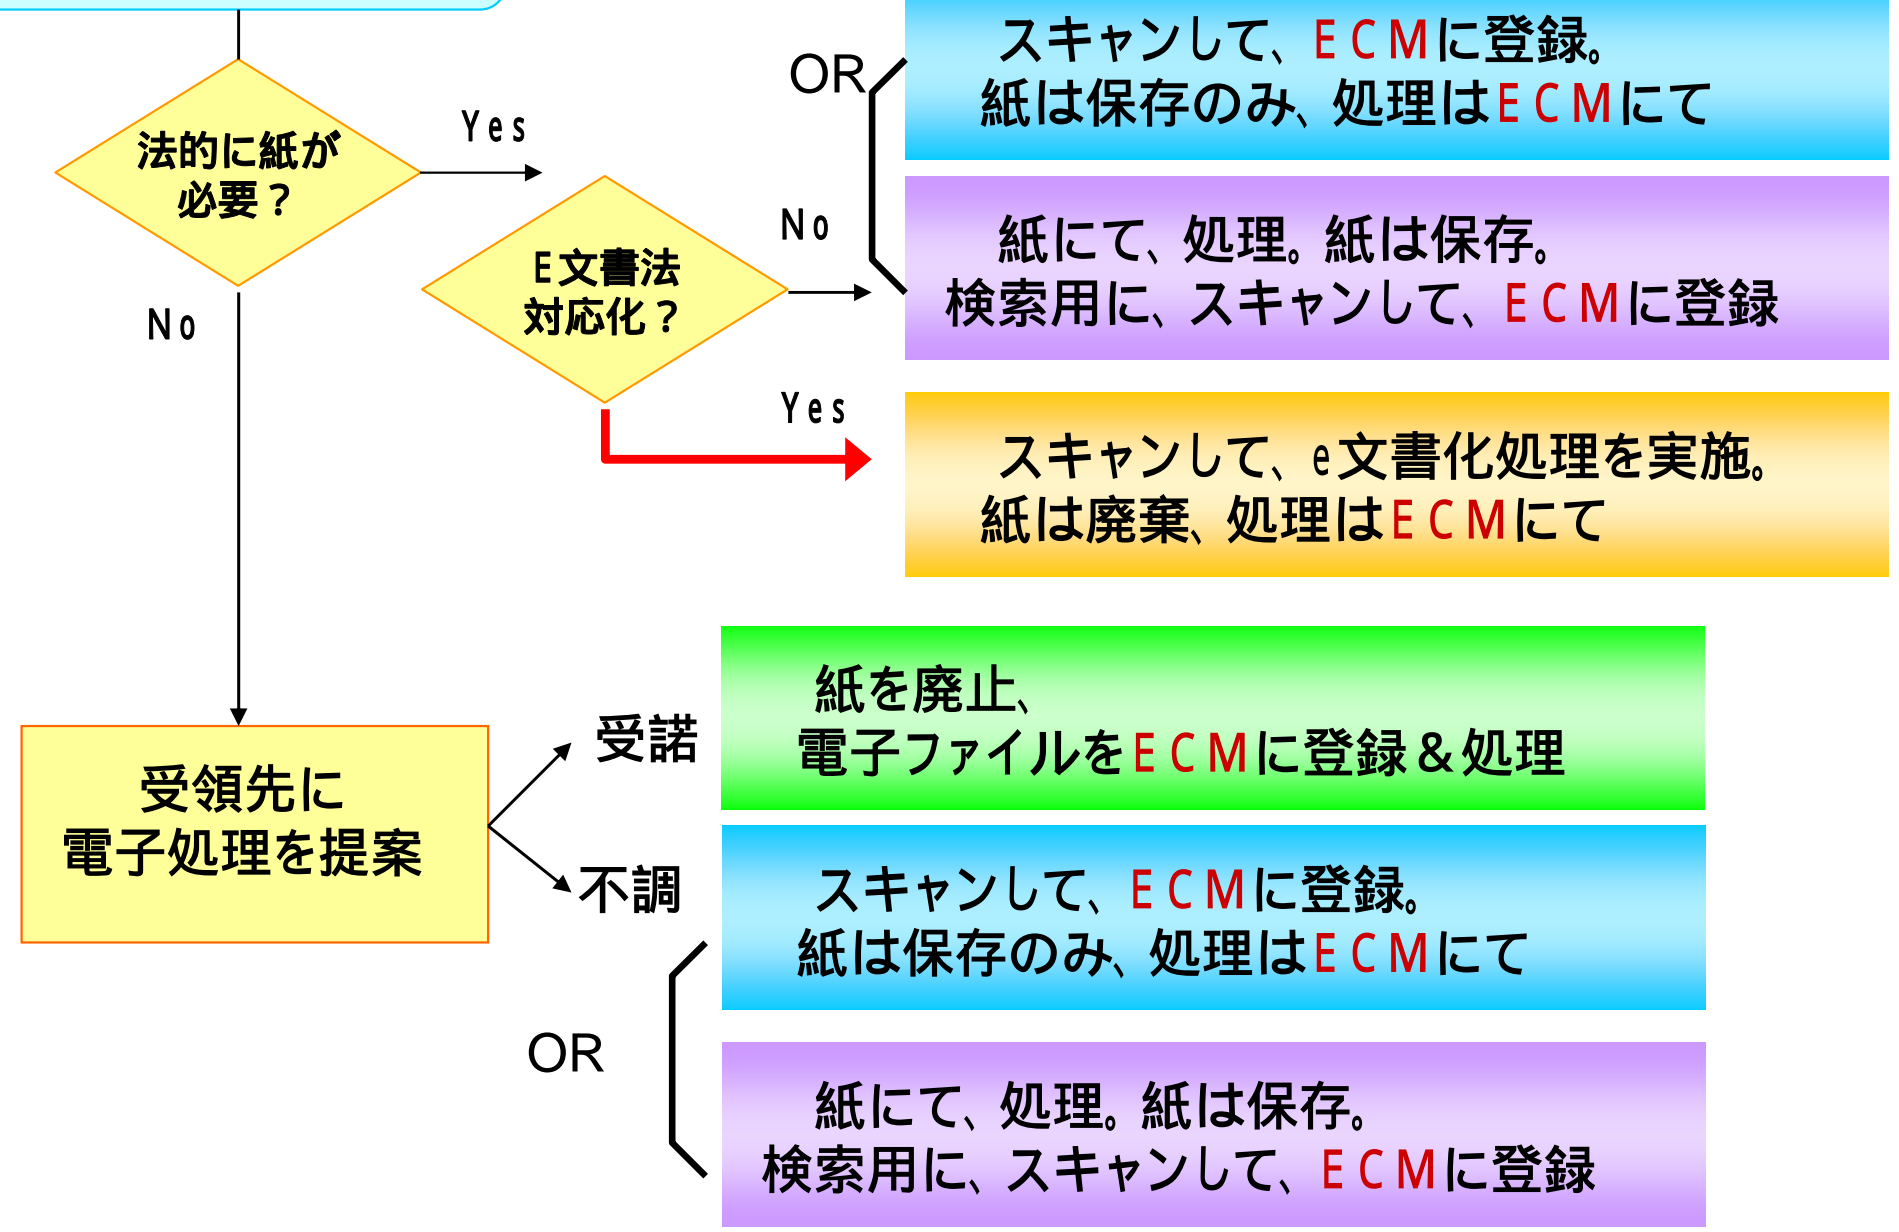 スキャンして、ＥＣＭに登録。
紙は保存のみ、処理はＥＣＭにて
OR
法的に紙が
必要？
Ｙｅｓ
紙にて、処理。紙は保存。
検索用に、スキャンして、ＥＣＭに登録
Ｅ文書法
対応化？
Ｎｏ
Ｎｏ
Ｙｅｓ
スキャンして、ｅ文書化処理を実施。
紙は廃棄、処理はＥＣＭにて
紙を廃止、
電子ファイルをＥＣＭに登録＆処理
受諾
受領先に
電子処理を提案
不調
スキャンして、ＥＣＭに登録。
紙は保存のみ、処理はＥＣＭにて
OR
紙にて、処理。紙は保存。
検索用に、スキャンして、ＥＣＭに登録